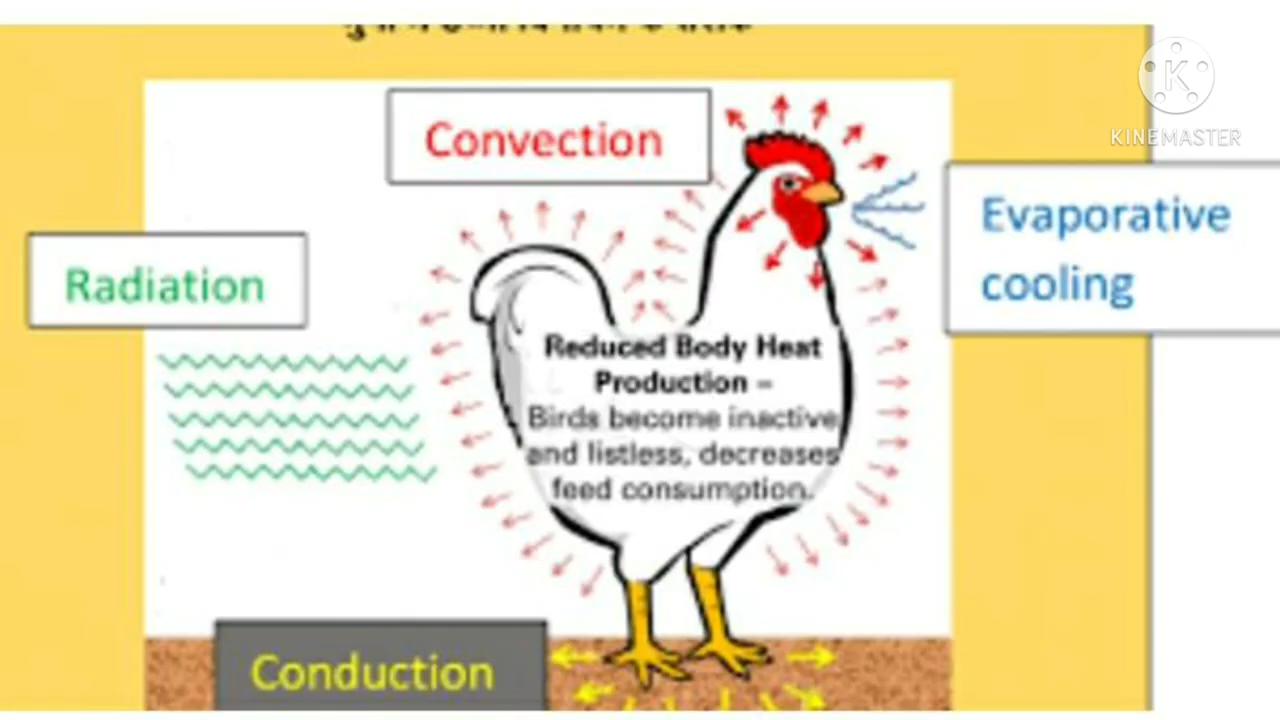 Convection
KINEMASTER
Evaporative
cooling
Radiation
Reduced Body Heat
Production –
Birds become inactive
and listless, decreases
feed consumption.
Conduction